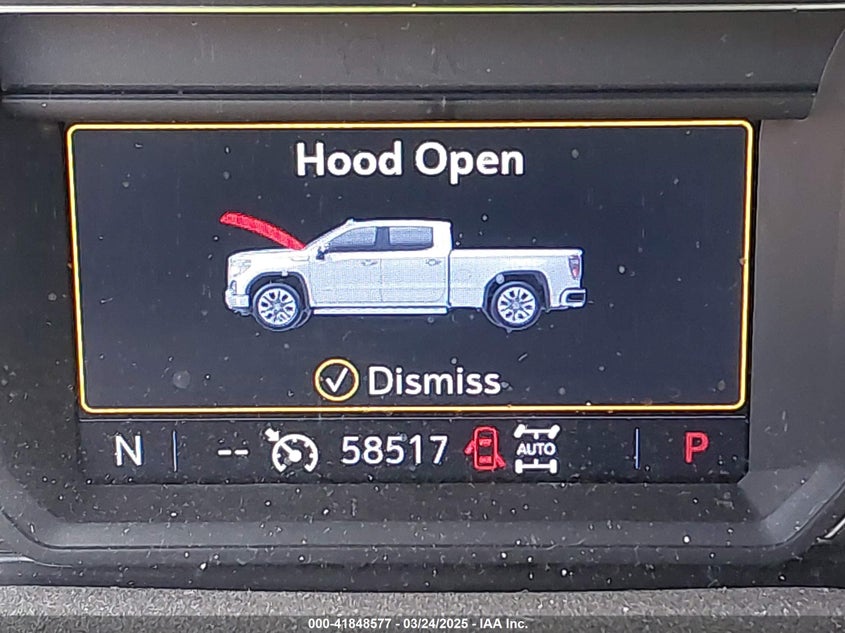 Hood Open
Dismiss
N -- 58517 AUTO P
000-41848577 - 03/24/2025 - IAA Inc.